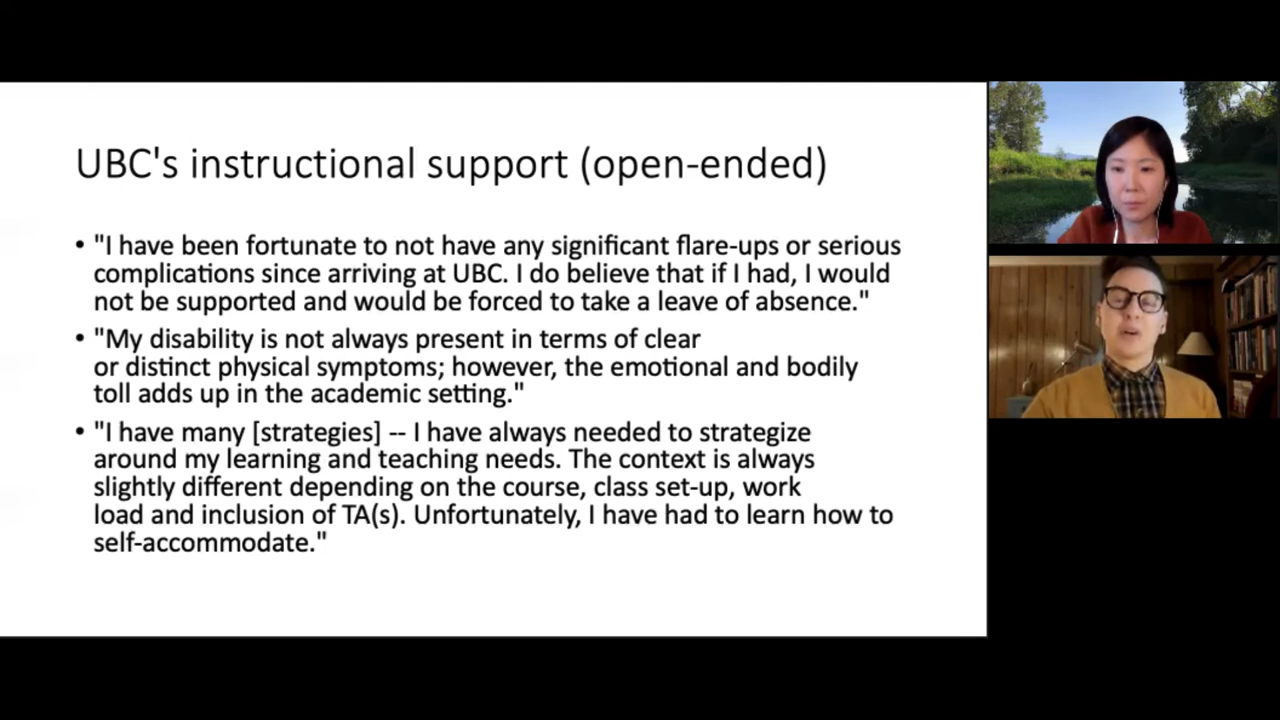 UBC's instructional support (open-ended)
• "I have been fortunate to not have any significant flare-ups or serious
complications since arriving at UBC. I do believe that if I had, I would
not be supported and would be forced to take a leave of absence."
• "My disability is not always present in terms of clear
or distinct physical symptoms; however, the emotional and bodily
toll adds up in the academic setting."
• "I have many [strategies] -- I have always needed to strategize
around my learning and teaching needs. The context is always
slightly different depending on the course, class set-up, work
load and inclusion of TA(s). Unfortunately, I have had to learn how to
self-accommodate."